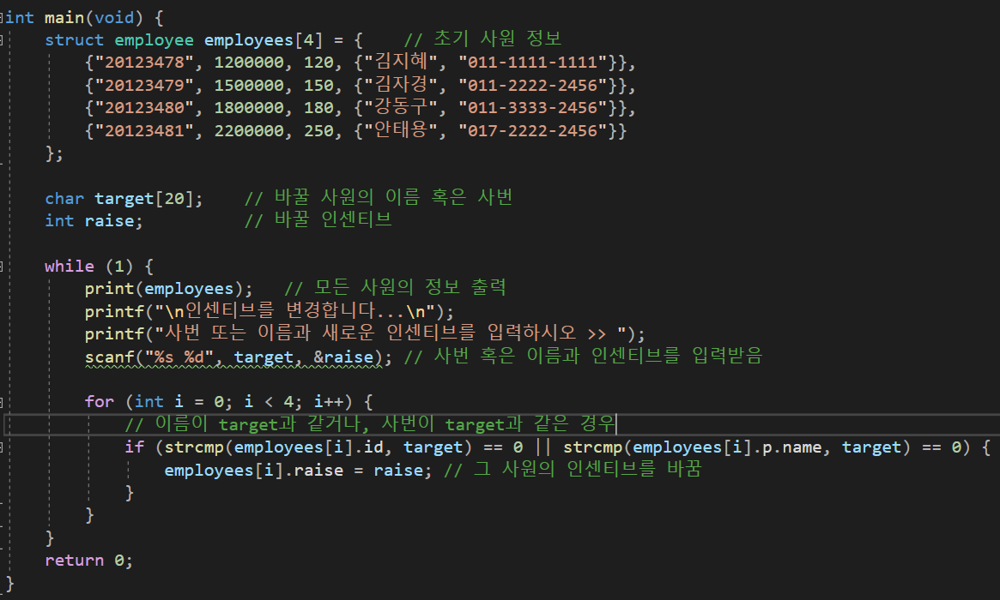 int main(void) {
    struct employee employees[4] = {    // 초기 사원 정보
        {"20123478", 1200000, 120, {"김지혜", "011-1111-1111"}},
        {"20123479", 1500000, 150, {"김자경", "011-2222-2456"}},
        {"20123480", 1800000, 180, {"강동구", "011-3333-2456"}},
        {"20123481", 2200000, 250, {"안태용", "017-2222-2456"}}
    };
    char target[20];    // 바꿀 사원의 이름 혹은 사번
    int raise;          // 바꿀 인센티브
    while (1) {
        print(employees);   // 모든 사원의 정보 출력
        printf("\n인센티브를 변경합니다...\n");
        printf("사번 또는 이름과 새로운 인센티브를 입력하시오 >> ");
        scanf("%s %d", target, &raise); // 사번 혹은 이름과 인센티브를 입력받음
        for (int i = 0; i < 4; i++) {
            // 이름이 target과 같거나, 사번이 target과 같은 경우
            if (strcmp(employees[i].id, target) == 0 || strcmp(employees[i].p.name, target) == 0) {
                employees[i].raise = raise; // 그 사원의 인센티브를 바꿈
            }
        }
    }
    return 0;
}